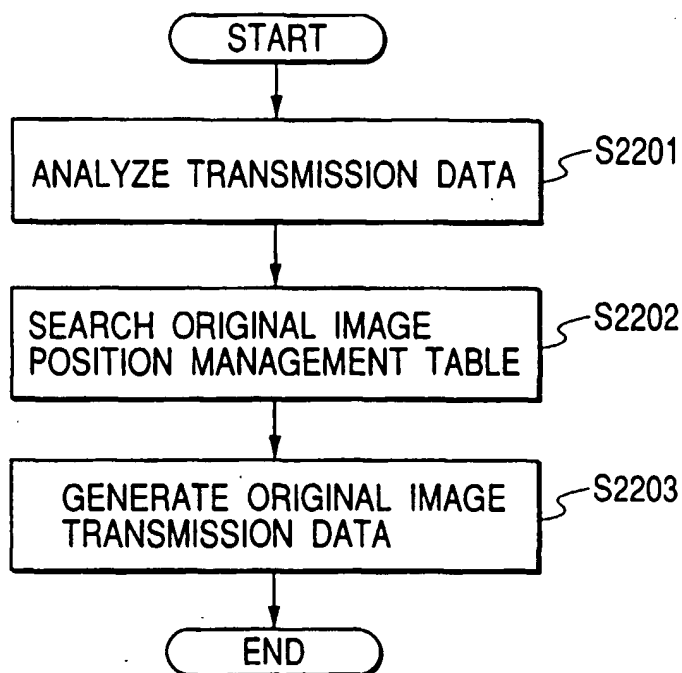 START
ANALYZE TRANSMISSION DATA
S2201
SEARCH ORIGINAL IMAGE
POSITION MANAGEMENT TABLE
S2202
GENERATE ORIGINAL IMAGE
TRANSMISSION DATA
S2203
END